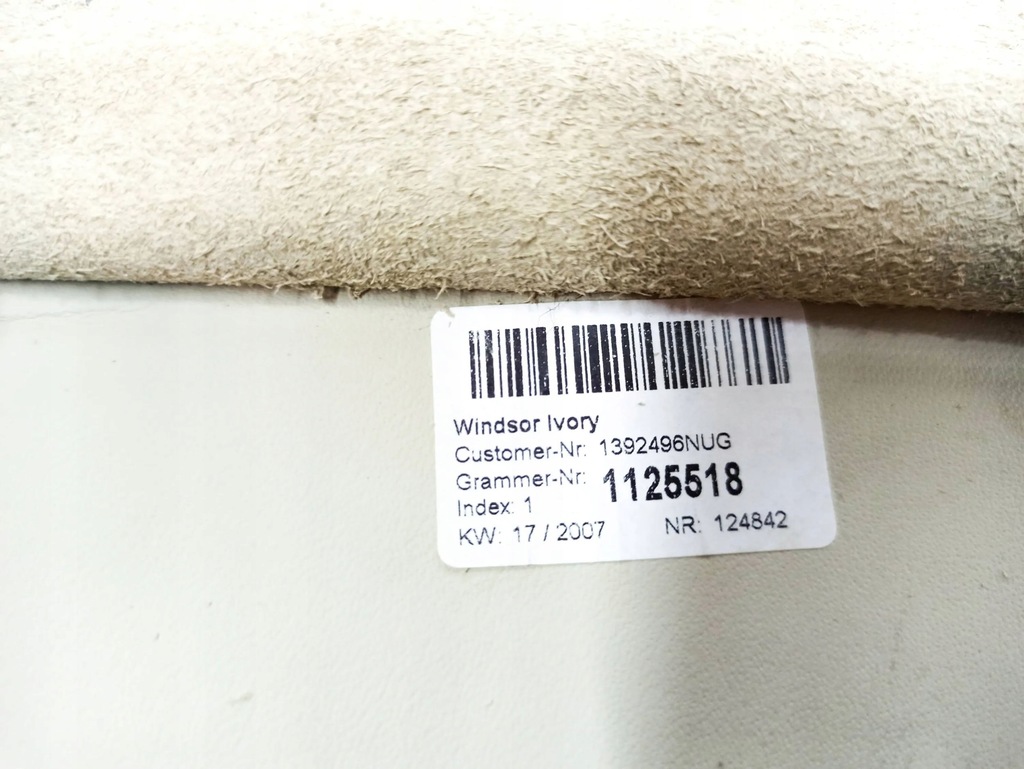 Windsor Ivory
Customer-Nr: 1392496NUG
Grammer-Nr: 1125518
Index: 1
KW: 17 / 2007 NR: 124842